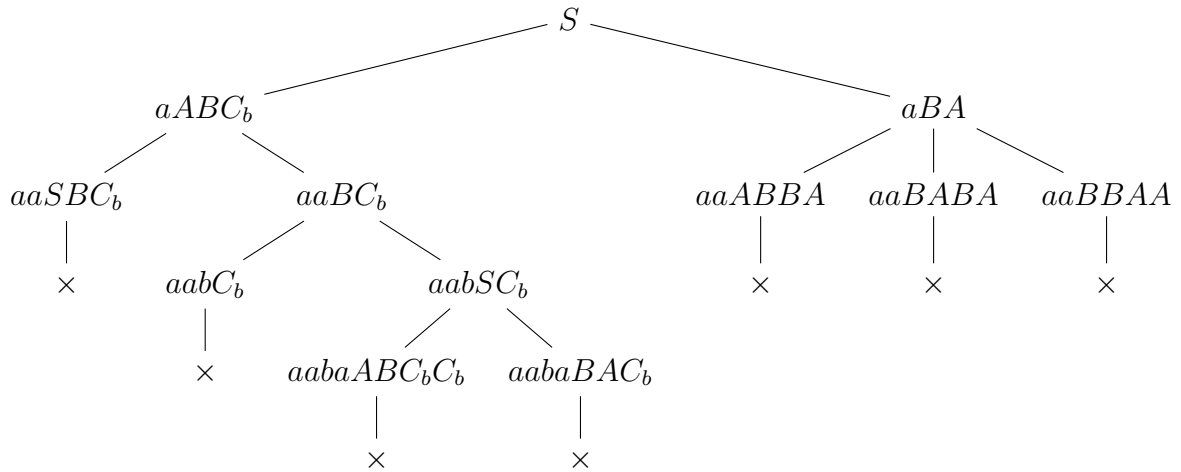 S
aABC_b aBA
aaSBC_b aaBC_b aaABBA aaBABA aaBBAA
× aabC_b aabSC_b × × ×
× aabaABC_bC_b aabaBAC_b
× ×